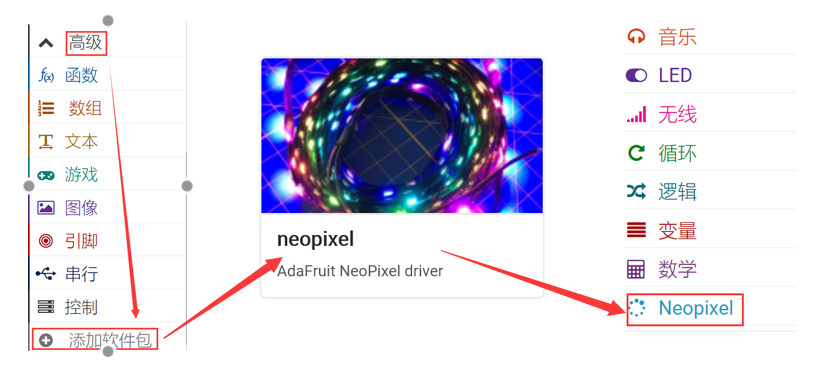 高级
函数
数组
文本
游戏
图像
引脚
串行
控制
添加软件包
neopixel
AdaFruit NeoPixel driver
音乐
LED
无线
循环
逻辑
变量
数学
Neopixel